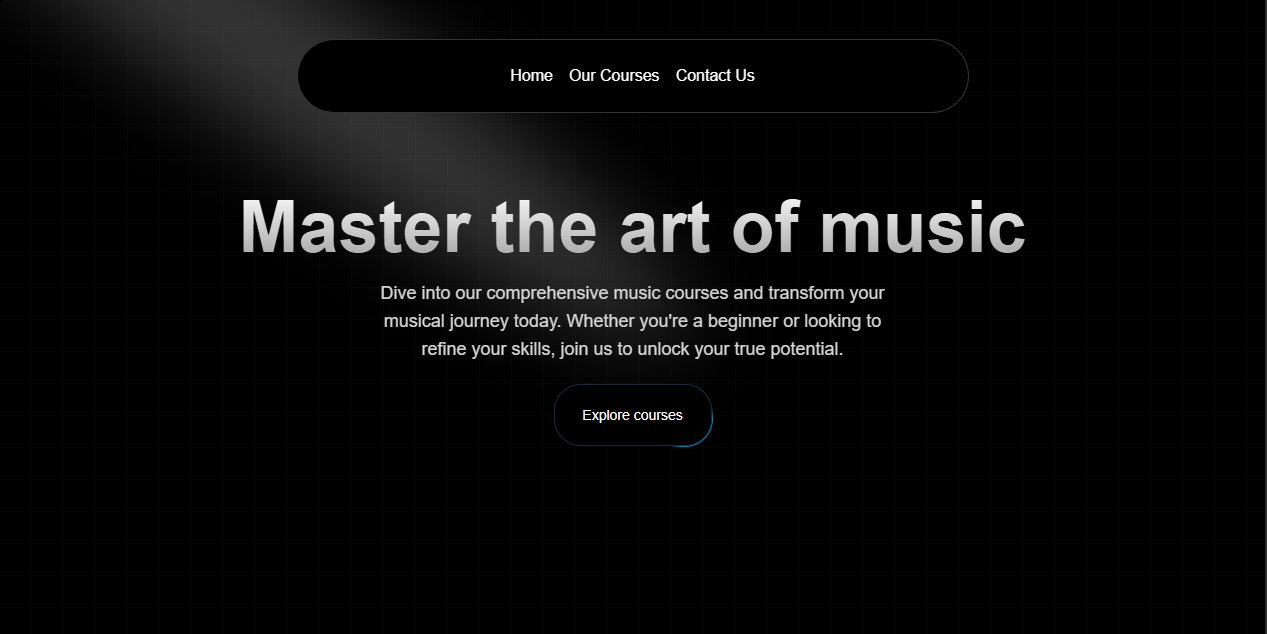 Home Our Courses Contact Us
Master the art of music
Dive into our comprehensive music courses and transform your
musical journey today. Whether you're a beginner or looking to
refine your skills, join us to unlock your true potential.
Explore courses